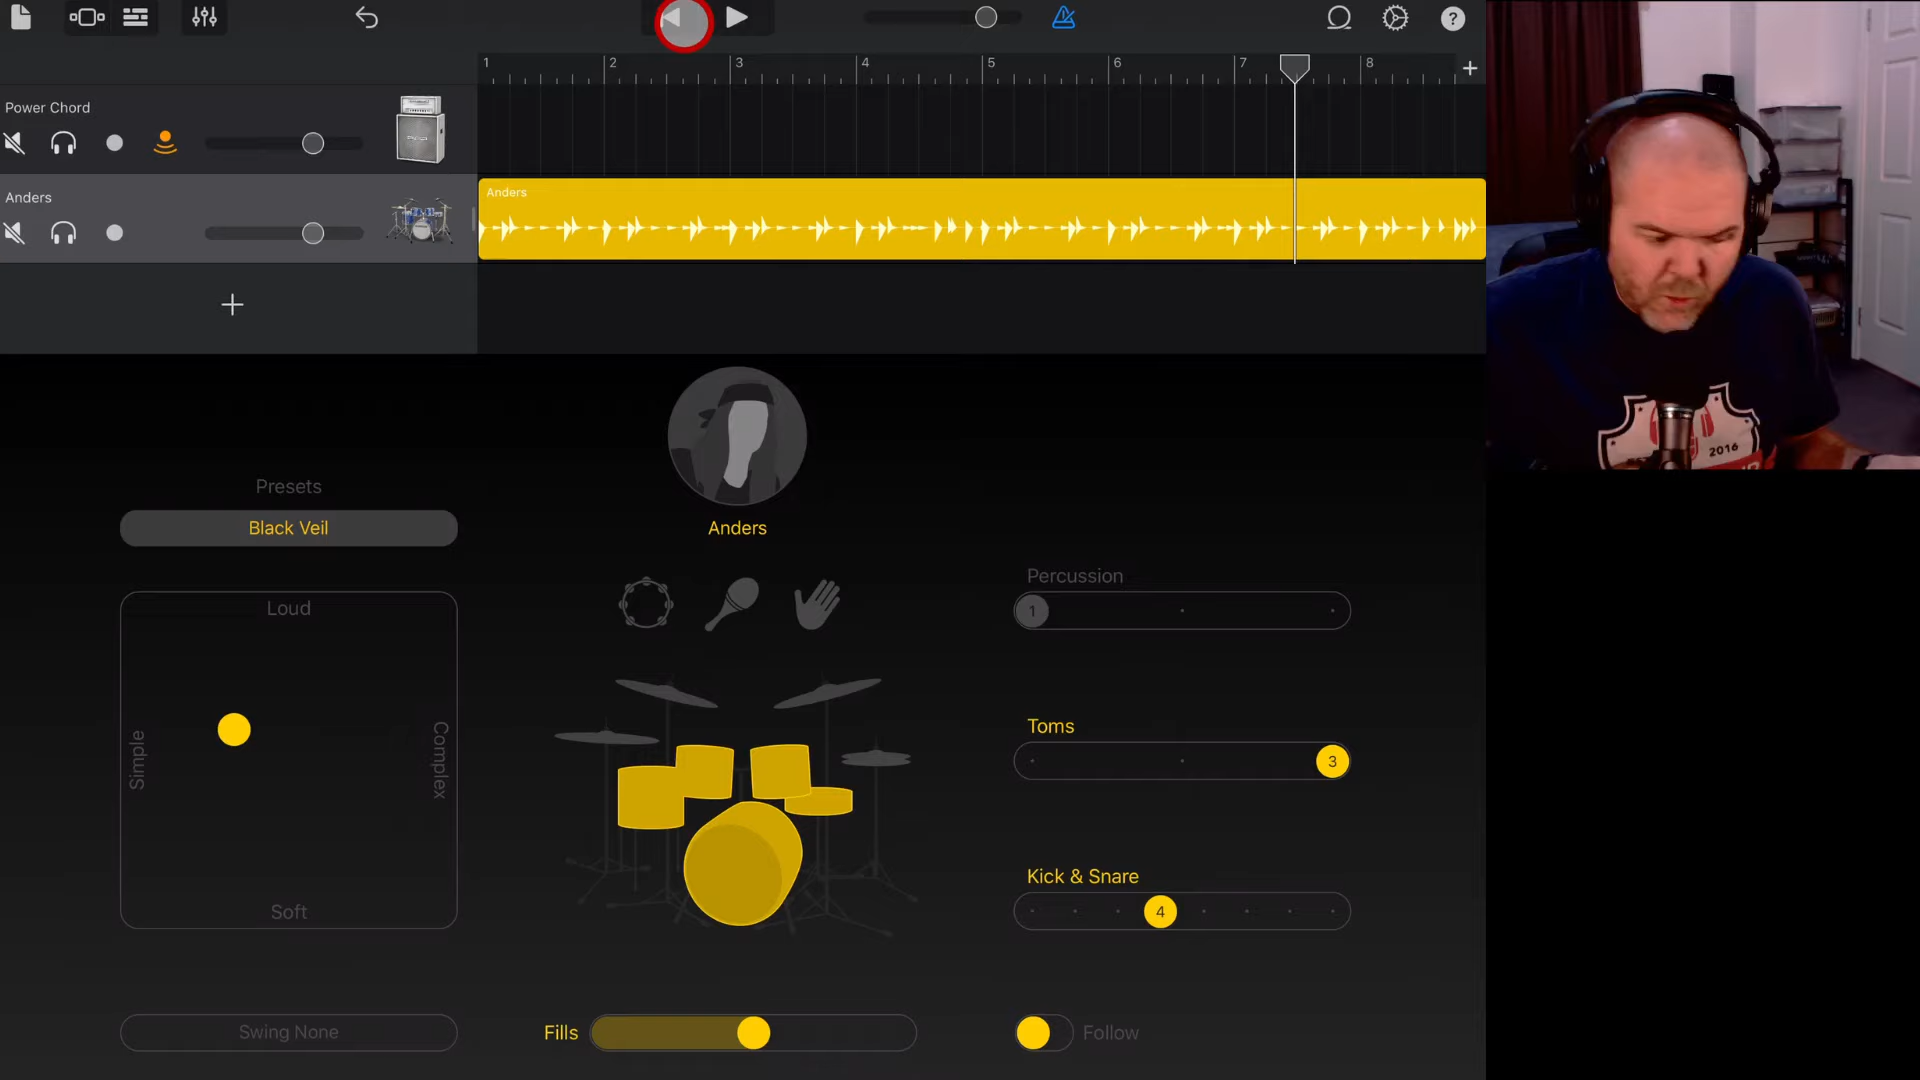 ?
1 2 3 4 5 6 7 8
Power Chord
Anders
Anders
Presets
Black Veil
Anders
Loud
Simple
Complex
Soft
Percussion
1
Toms
3
Kick & Snare
4
Swing None
Fills
Follow
2016